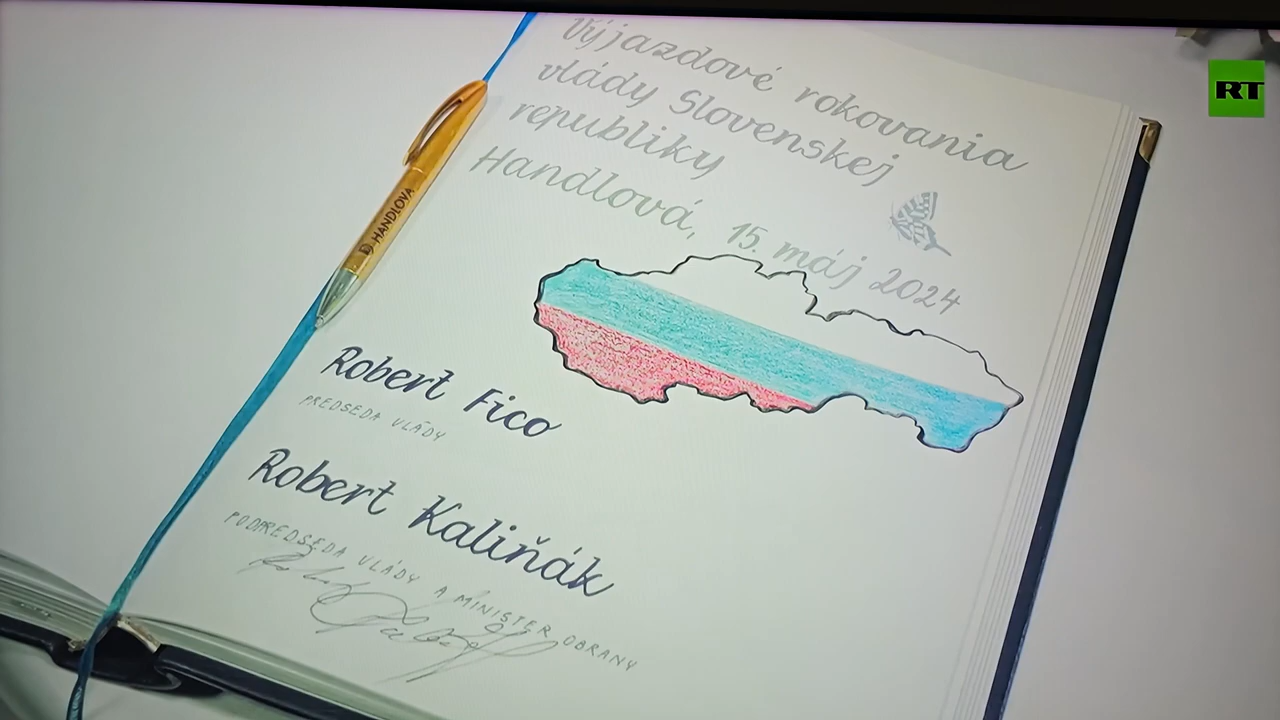 RT
Výjazdové rokovania
vlády Slovenskej
republiky
Handlová, 15. máj 2024
HANDLOVA
Robert Fico
PREDSEDA VLÁDY
Robert Kaliňák
PODPREDSEDA VLÁDY A MINISTER OBRANY